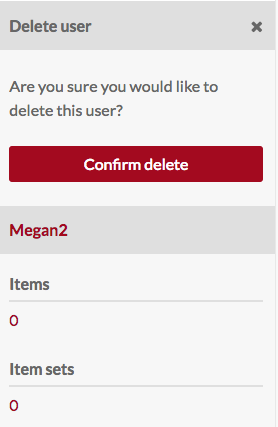 Delete user
Are you sure you would like to
delete this user?
Confirm delete
Megan2
Items
0
Item sets
0